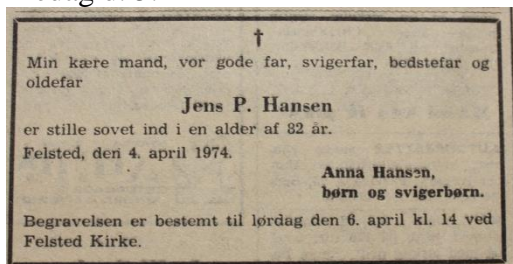 †
Min kære mand, vor gode far, svigerfar, bedstefar og
oldefar
Jens P. Hansen
er stille sovet ind i en alder af 82 år.
Felsted, den 4. april 1974.
Anna Hansen,
børn og svigerbørn.
Begravelsen er bestemt til lørdag den 6. april kl. 14 ved
Felsted Kirke.